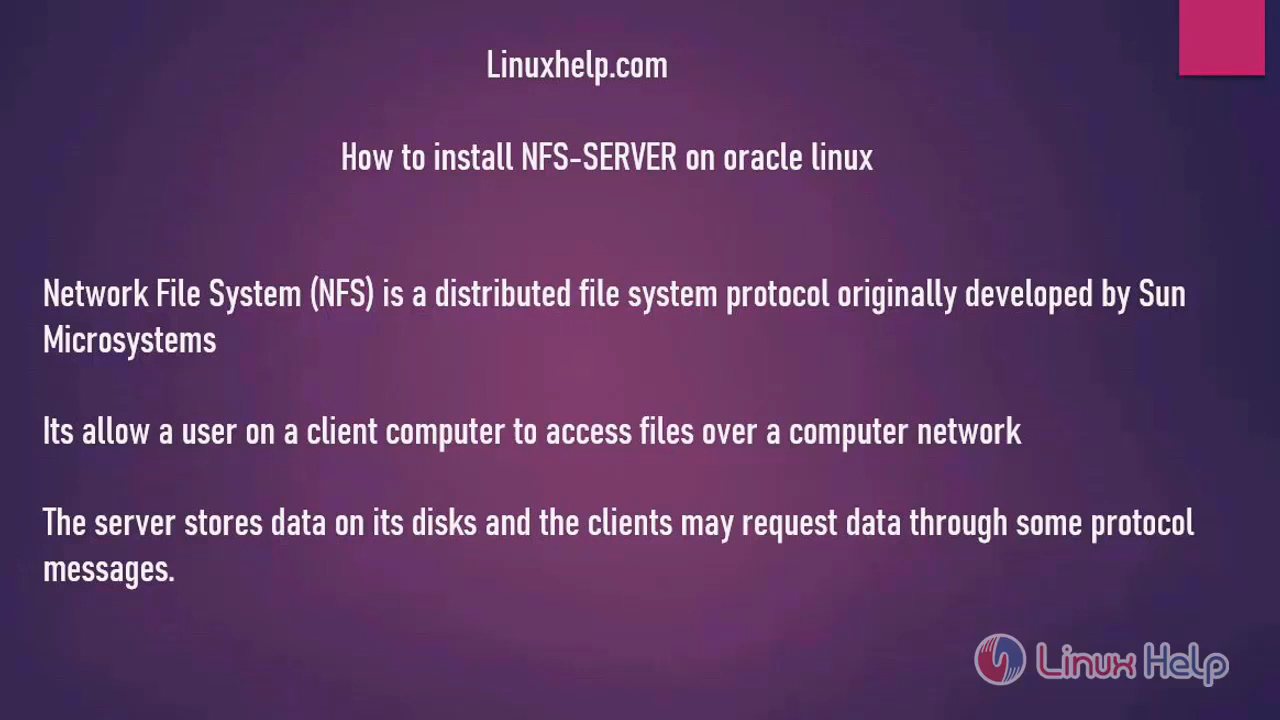 Linuxhelp.com
How to install NFS-SERVER on oracle linux
Network File System (NFS) is a distributed file system protocol originally developed by Sun
Microsystems
Its allow a user on a client computer to access files over a computer network
The server stores data on its disks and the clients may request data through some protocol
messages.
Linux Help